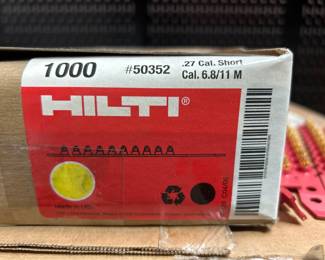 1000 #50352 .27 Cal. Short
Cal. 6.8/11 M
HILTI®